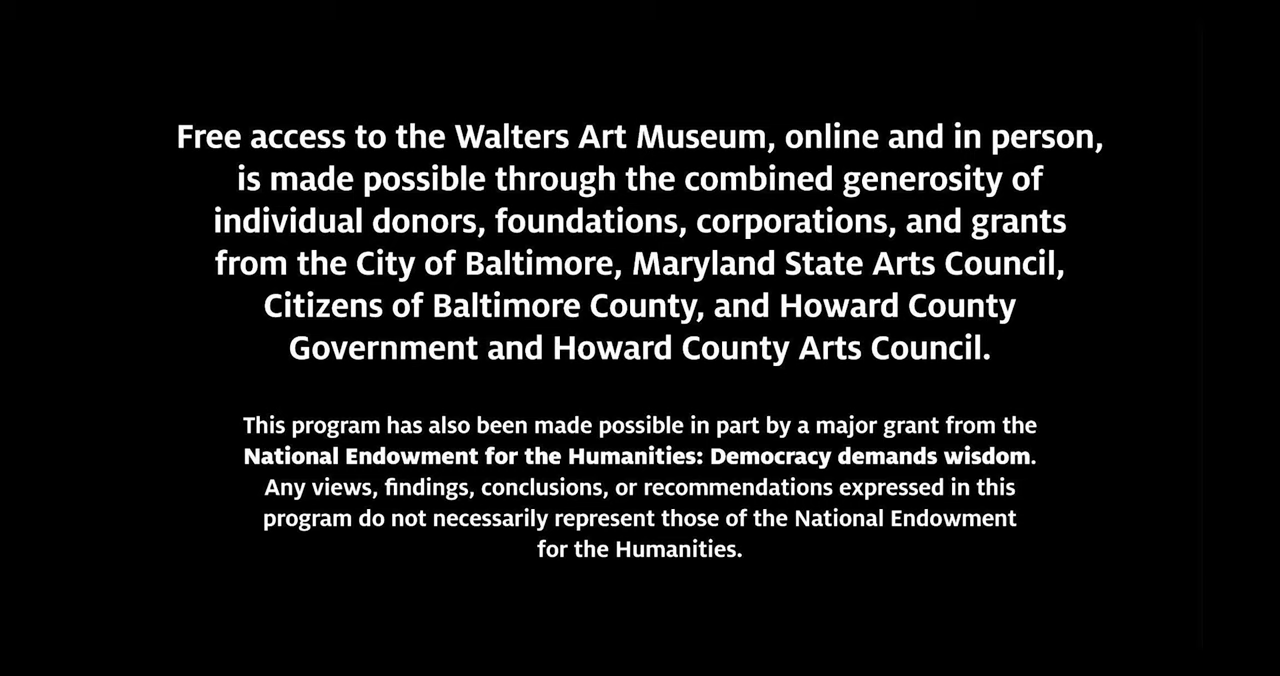 Free access to the Walters Art Museum, online and in person,
is made possible through the combined generosity of
individual donors, foundations, corporations, and grants
from the City of Baltimore, Maryland State Arts Council,
Citizens of Baltimore County, and Howard County
Government and Howard County Arts Council.
This program has also been made possible in part by a major grant from the
National Endowment for the Humanities: Democracy demands wisdom.
Any views, findings, conclusions, or recommendations expressed in this
program do not necessarily represent those of the National Endowment
for the Humanities.